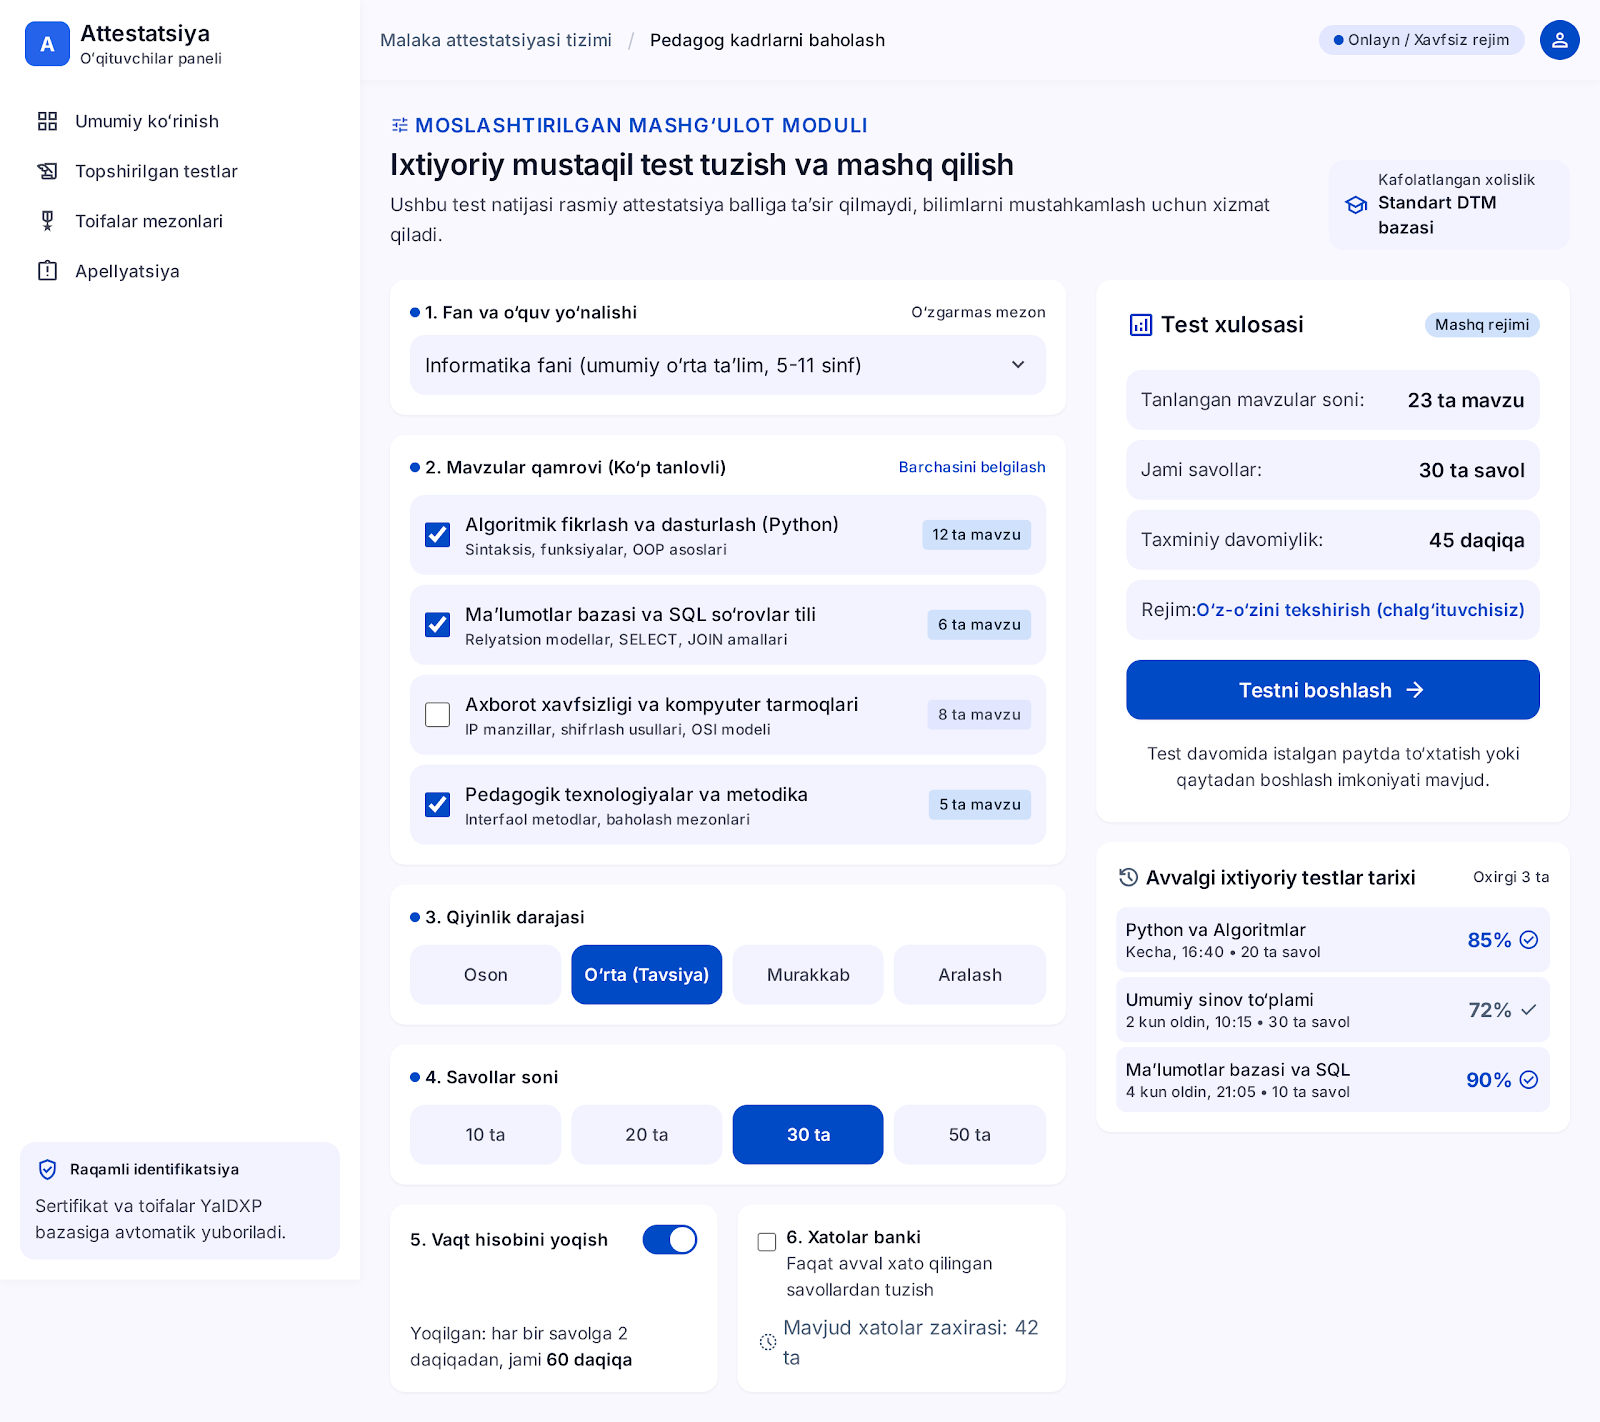 A
Attestatsiya
O‘qituvchilar paneli
Umumiy ko‘rinish
Topshirilgan testlar
Toifalar mezonlari
Apellyatsiya
Raqamli identifikatsiya
Sertifikat va toifalar YaIDXP
bazasiga avtomatik yuboriladi.
Malaka attestatsiyasi tizimi / Pedagog kadrlarni baholash
Onlayn / Xavfsiz rejim
MOSLASHTIRILGAN MASHG‘ULOT MODULI
Ixtiyoriy mustaqil test tuzish va mashq qilish
Ushbu test natijasi rasmiy attestatsiya balliga ta’sir qilmaydi, bilimlarni mustahkamlash uchun xizmat
qiladi.
Kafolatlangan xolislik
Standart DTM
bazasi
1. Fan va o‘quv yo‘nalishi
O‘zgarmas mezon
Informatika fani (umumiy o‘rta ta’lim, 5-11 sinf)
2. Mavzular qamrovi (Ko‘p tanlovli)
Barchasini belgilash
Algoritmik fikrlash va dasturlash (Python)
Sintaksis, funksiyalar, OOP asoslari
12 ta mavzu
Ma’lumotlar bazasi va SQL so‘rovlar tili
Relyatsion modellar, SELECT, JOIN amallari
6 ta mavzu
Axborot xavfsizligi va kompyuter tarmoqlari
IP manzillar, shifrlash usullari, OSI modeli
8 ta mavzu
Pedagogik texnologiyalar va metodika
Interfaol metodlar, baholash mezonlari
5 ta mavzu
3. Qiyinlik darajasi
Oson
O‘rta (Tavsiya)
Murakkab
Aralash
4. Savollar soni
10 ta
20 ta
30 ta
50 ta
5. Vaqt hisobini yoqish
Yoqilgan: har bir savolga 2
daqiqadan, jami 60 daqiqa
6. Xatolar banki
Faqat avval xato qilingan
savollardan tuzish
Mavjud xatolar zaxirasi: 42
ta
Test xulosasi
Mashq rejimi
Tanlangan mavzular soni: 23 ta mavzu
Jami savollar: 30 ta savol
Taxminiy davomiylik: 45 daqiqa
Rejim:O‘z-o‘zini tekshirish (chalg‘ituvchisiz)
Testni boshlash
Test davomida istalgan paytda to‘xtatish yoki
qaytadan boshlash imkoniyati mavjud.
Avvalgi ixtiyoriy testlar tarixi
Oxirgi 3 ta
Python va Algoritmlar
Kecha, 16:40 • 20 ta savol
85%
Umumiy sinov to‘plami
2 kun oldin, 10:15 • 30 ta savol
72%
Ma’lumotlar bazasi va SQL
4 kun oldin, 21:05 • 10 ta savol
90%